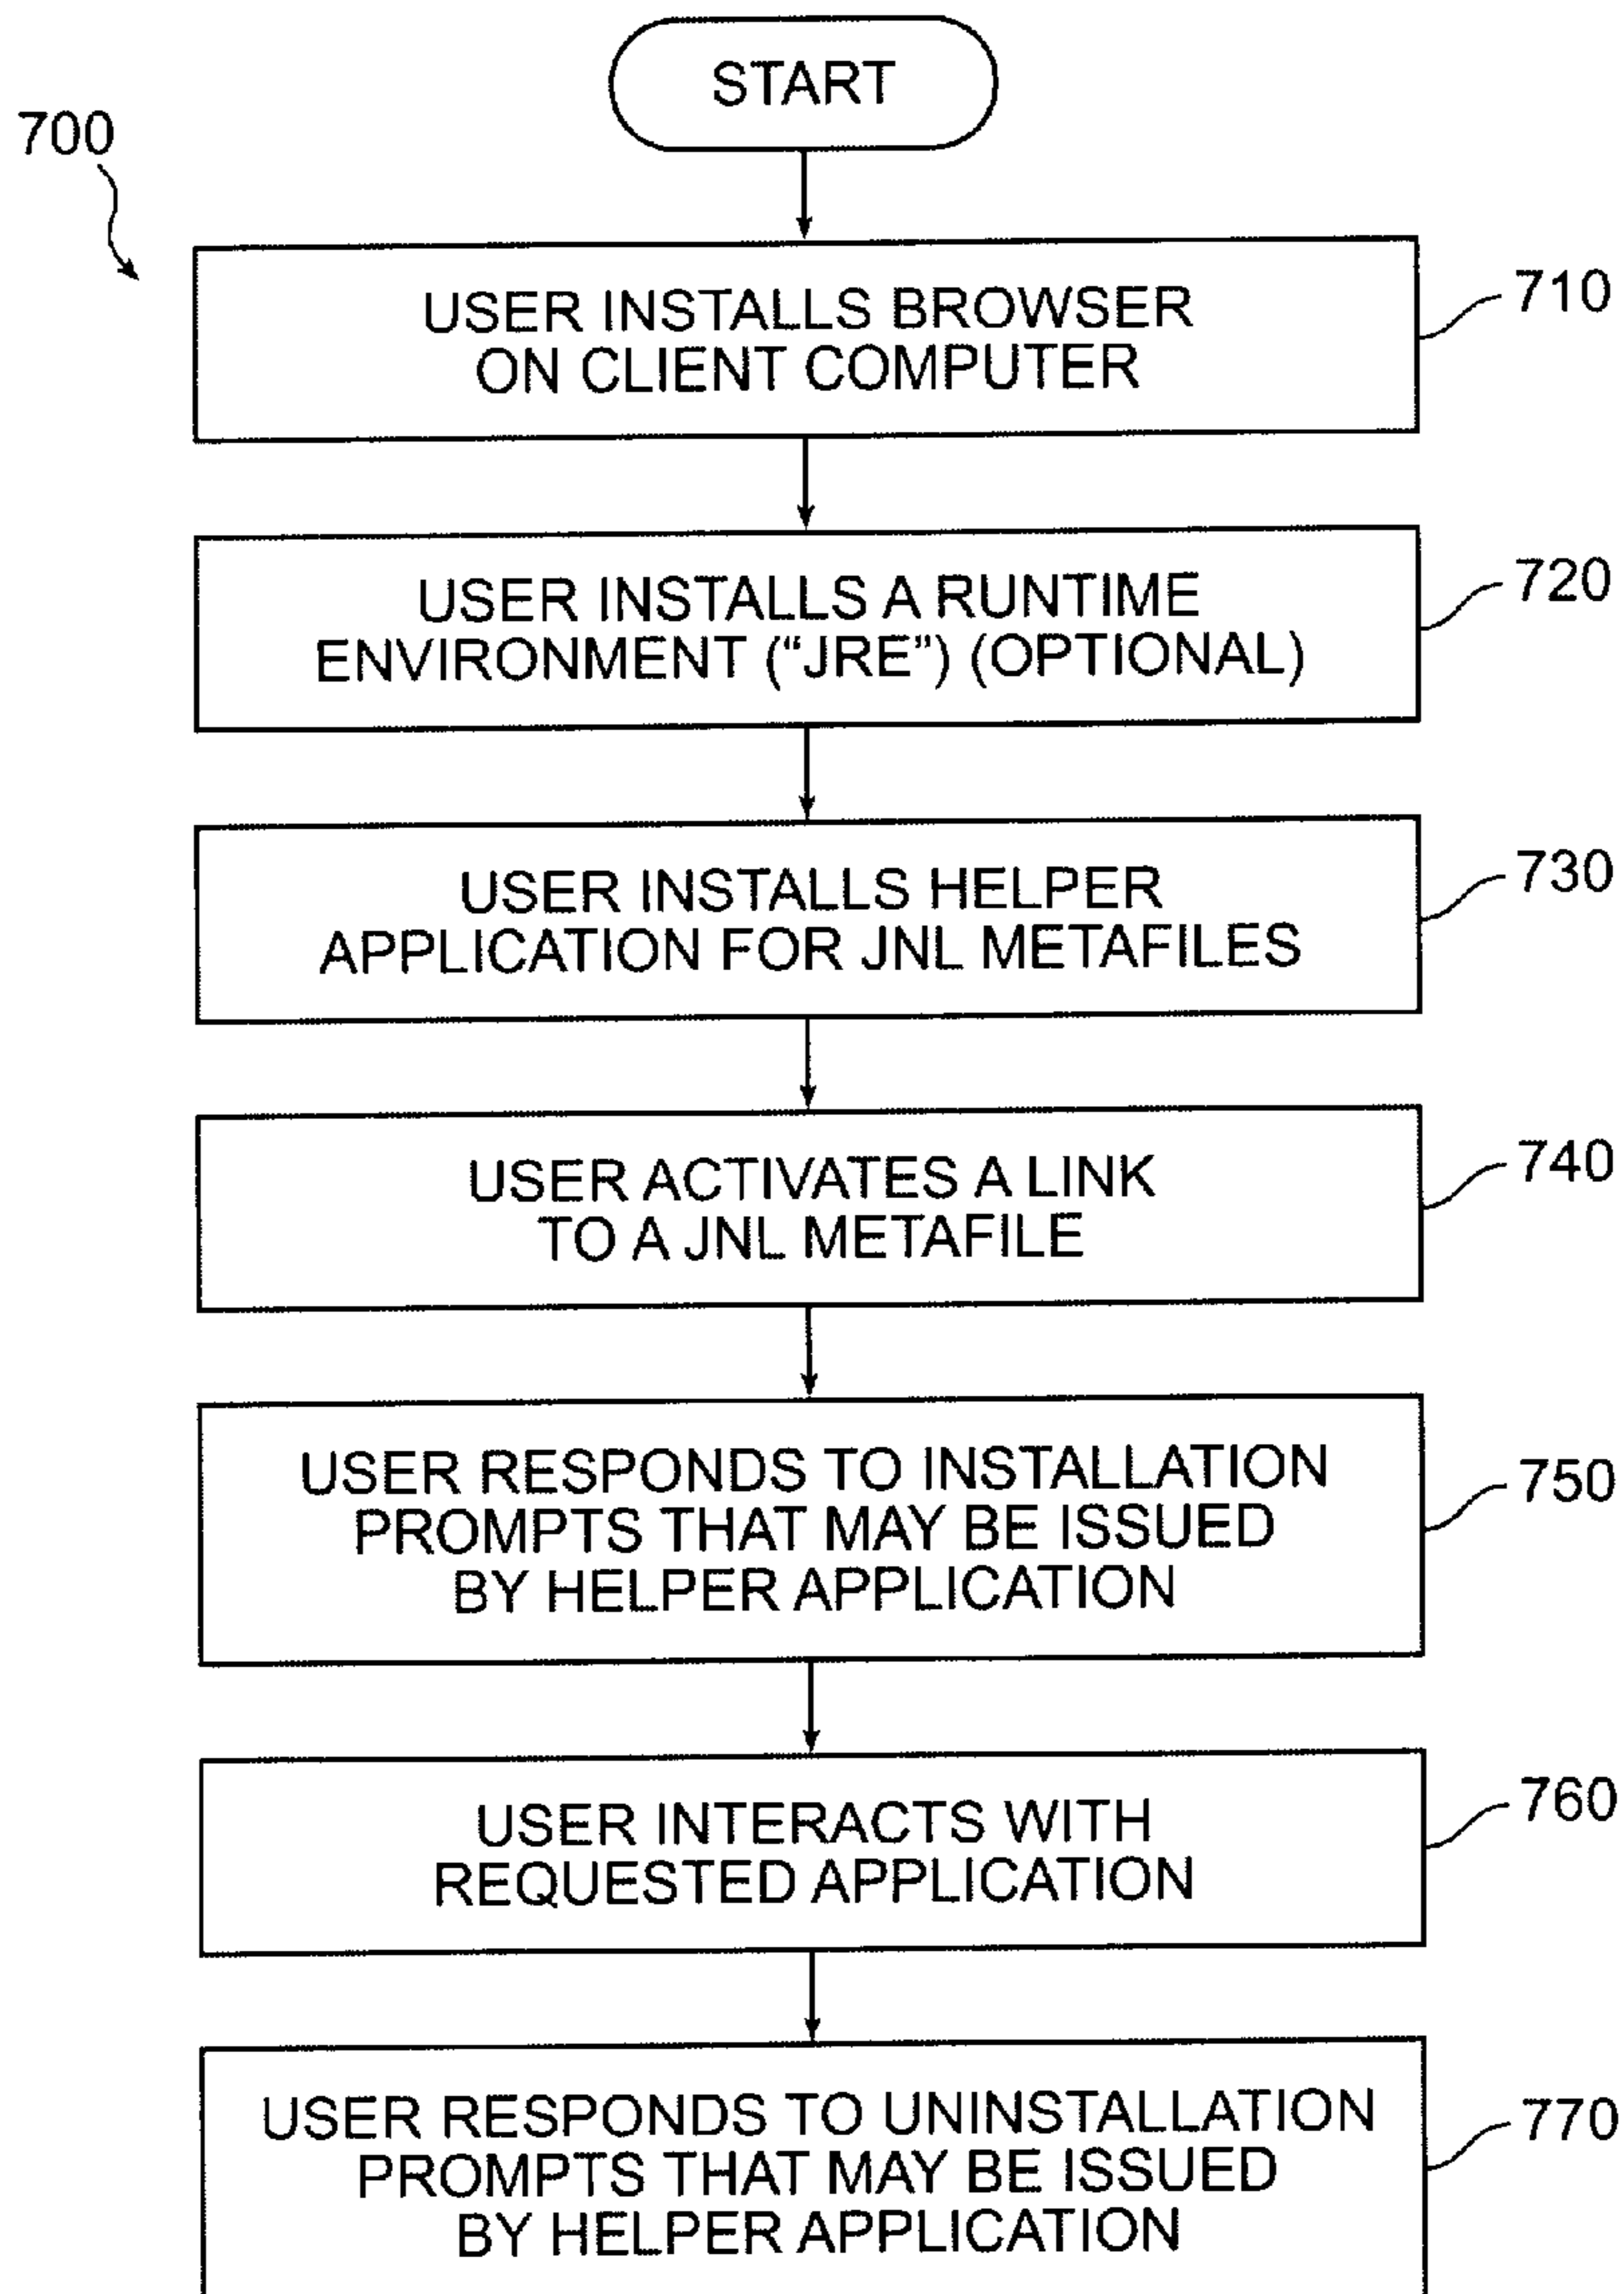 START
700
USER INSTALLS BROWSER
ON CLIENT COMPUTER
710
USER INSTALLS A RUNTIME
ENVIRONMENT (“JRE”) (OPTIONAL)
720
USER INSTALLS HELPER
APPLICATION FOR JNL METAFILES
730
USER ACTIVATES A LINK
TO A JNL METAFILE
740
USER RESPONDS TO INSTALLATION
PROMPTS THAT MAY BE ISSUED
BY HELPER APPLICATION
750
USER INTERACTS WITH
REQUESTED APPLICATION
760
USER RESPONDS TO UNINSTALLATION
PROMPTS THAT MAY BE ISSUED
BY HELPER APPLICATION
770